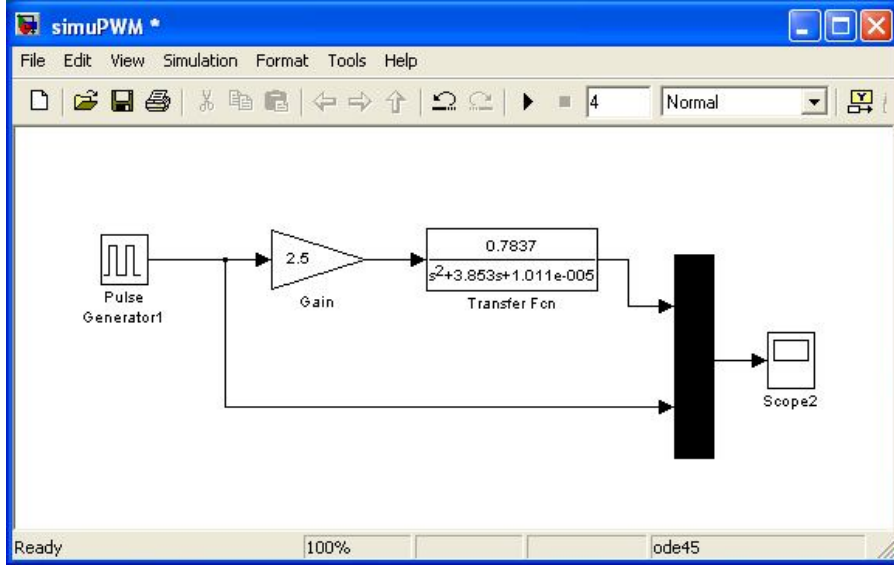 simuPWM *
File Edit View Simulation Format Tools Help
4 Normal
2.5
0.7837
s2+3.853s+1.011e-005
Pulse
Generator1
Gain
Transfer Fcn
Scope2
Ready 100% ode45